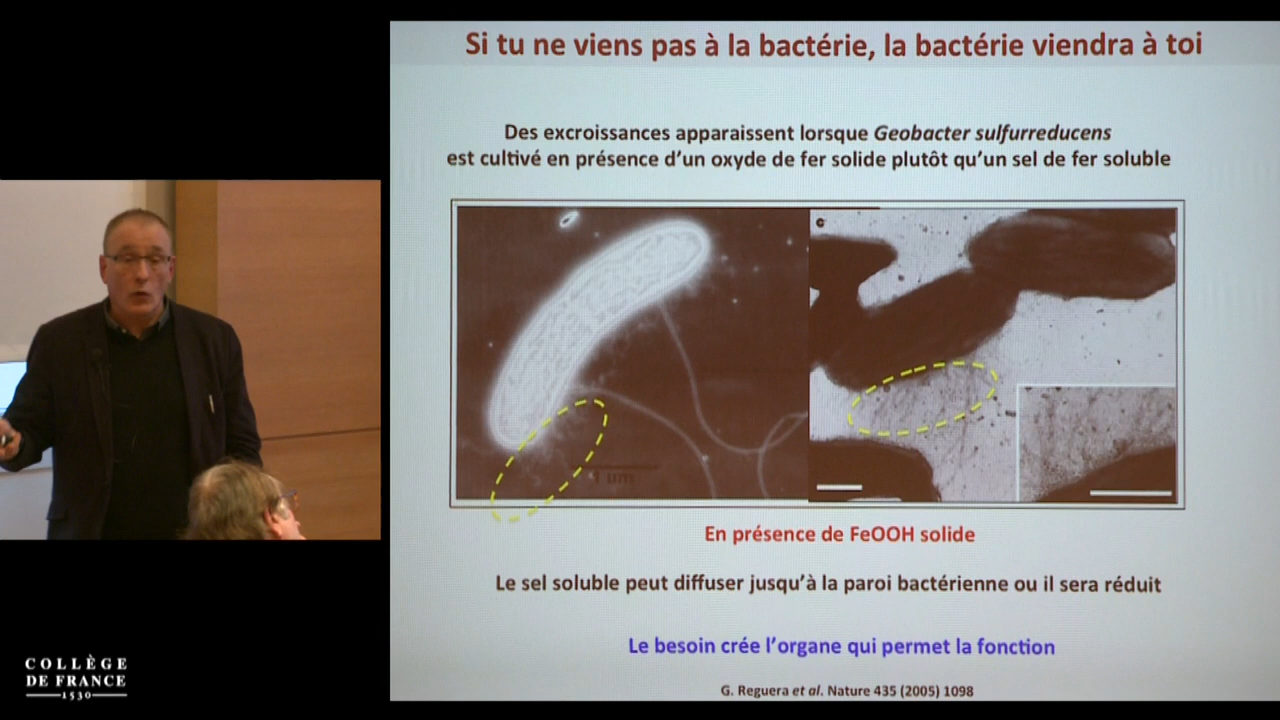 Si tu ne viens pas à la bactérie, la bactérie viendra à toi
Des excroissances apparaissent lorsque Geobacter sulfurreducens
est cultivé en présence d'un oxyde de fer solide plutôt qu'un sel de fer soluble
c
1 um
En présence de FeOOH solide
Le sel soluble peut diffuser jusqu'à la paroi bactérienne ou il sera réduit
Le besoin crée l'organe qui permet la fonction
G. Reguera et al. Nature 435 (2005) 1098
COLLÈGE
DE FRANCE
1530